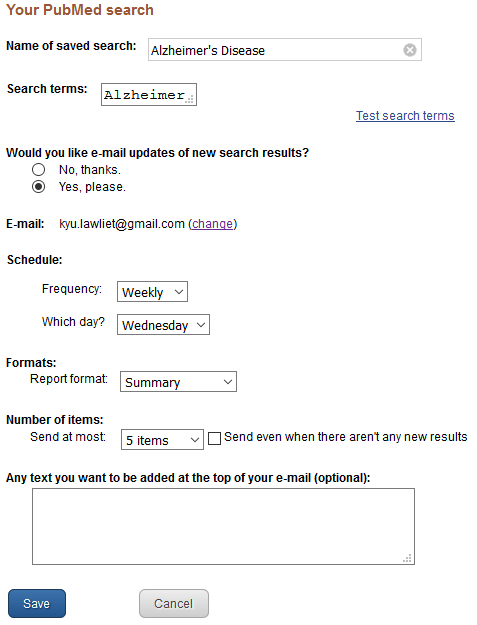 Your PubMed search
Name of saved search: Alzheimer's Disease
Search terms: Alzheimer
Test search terms
Would you like e-mail updates of new search results?
No, thanks.
Yes, please.
E-mail: kyu.lawliet@gmail.com (change)
Schedule:
Frequency: Weekly
Which day? Wednesday
Formats:
Report format: Summary
Number of items:
Send at most: 5 items Send even when there aren't any new results
Any text you want to be added at the top of your e-mail (optional):
Save Cancel